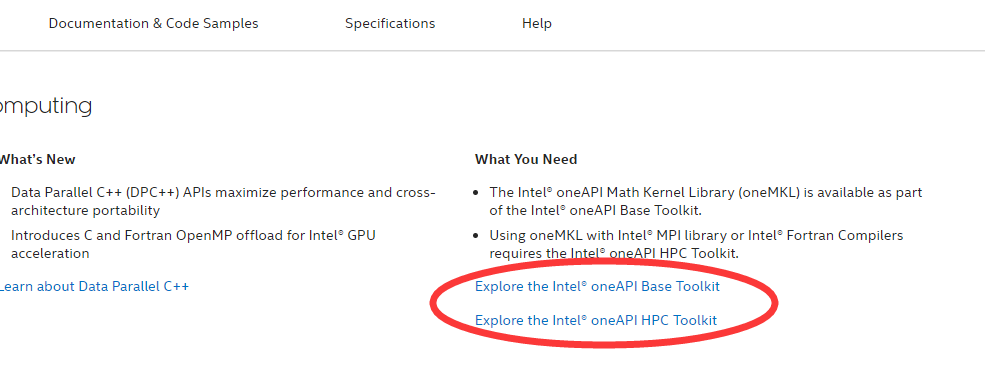 Documentation & Code Samples Specifications Help
omputing
What's New
Data Parallel C++ (DPC++) APIs maximize performance and cross-
architecture portability
Introduces C and Fortran OpenMP offload for Intel® GPU
acceleration
Learn about Data Parallel C++
What You Need
• The Intel® oneAPI Math Kernel Library (oneMKL) is available as part
of the Intel® oneAPI Base Toolkit.
• Using oneMKL with Intel® MPI library or Intel® Fortran Compilers
requires the Intel® oneAPI HPC Toolkit.
Explore the Intel® oneAPI Base Toolkit
Explore the Intel® oneAPI HPC Toolkit